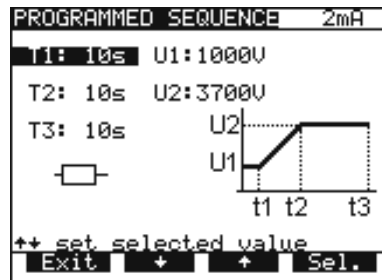 PROGRAMMED SEQUENCE 2mA
T1: 10s U1:1000V
T2: 10s U2:3700V
T3: 10s
U2
U1
t1 t2 t3
↑↓ set selected value
Exit ↓ ↑ Sel.